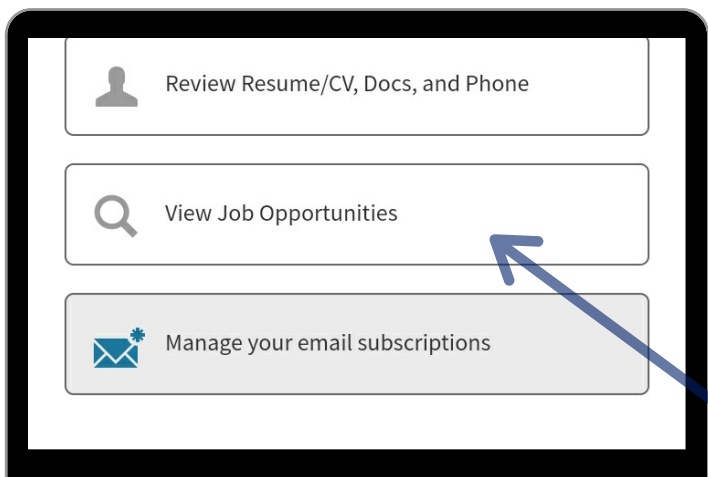 Review Resume/CV, Docs, and Phone
View Job Opportunities
Manage your email subscriptions